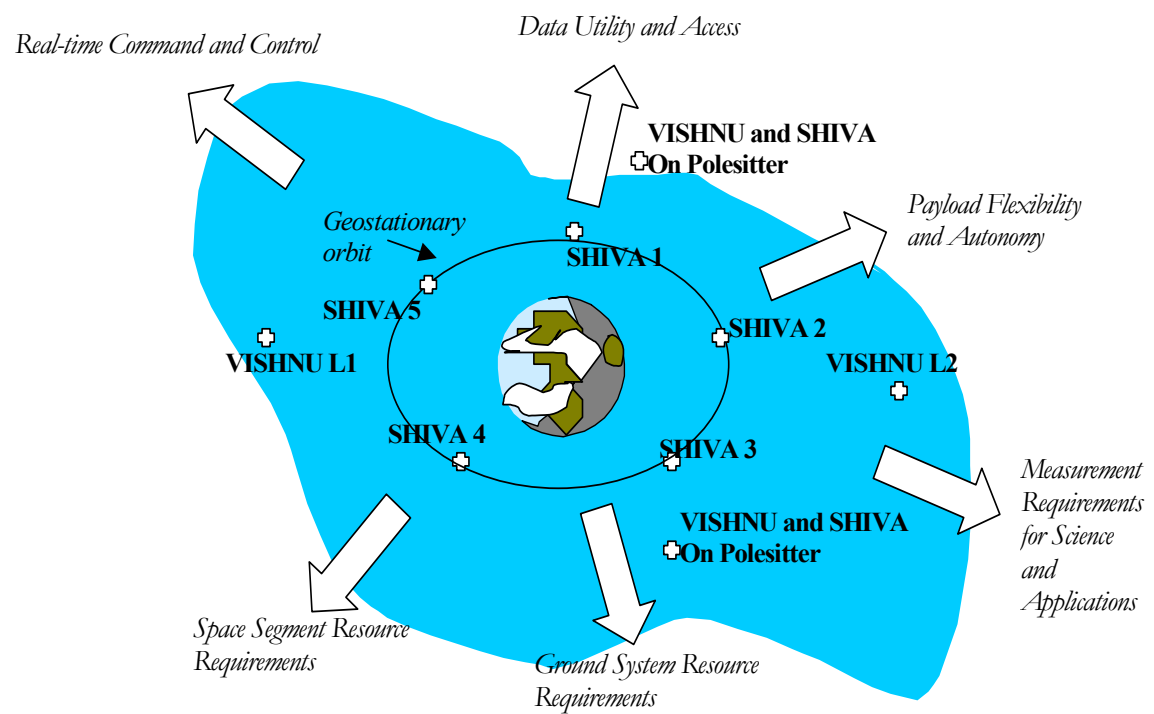 Data Utility and Access
Real-time Command and Control
VISHNU and SHIVA
On Polesitter
Payload Flexibility
and Autonomy
Geostationary
orbit
SHIVA 1
SHIVA 5
SHIVA 2
VISHNU L1
VISHNU L2
SHIVA 4
SHIVA 3
Measurement
Requirements
for Science
and
Applications
VISHNU and SHIVA
On Polesitter
Space Segment Resource
Requirements
Ground System Resource
Requirements